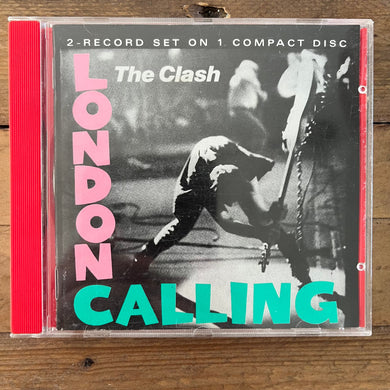 2-RECORD SET ON 1 COMPACT DISC
The Clash
LONDON
CALLING